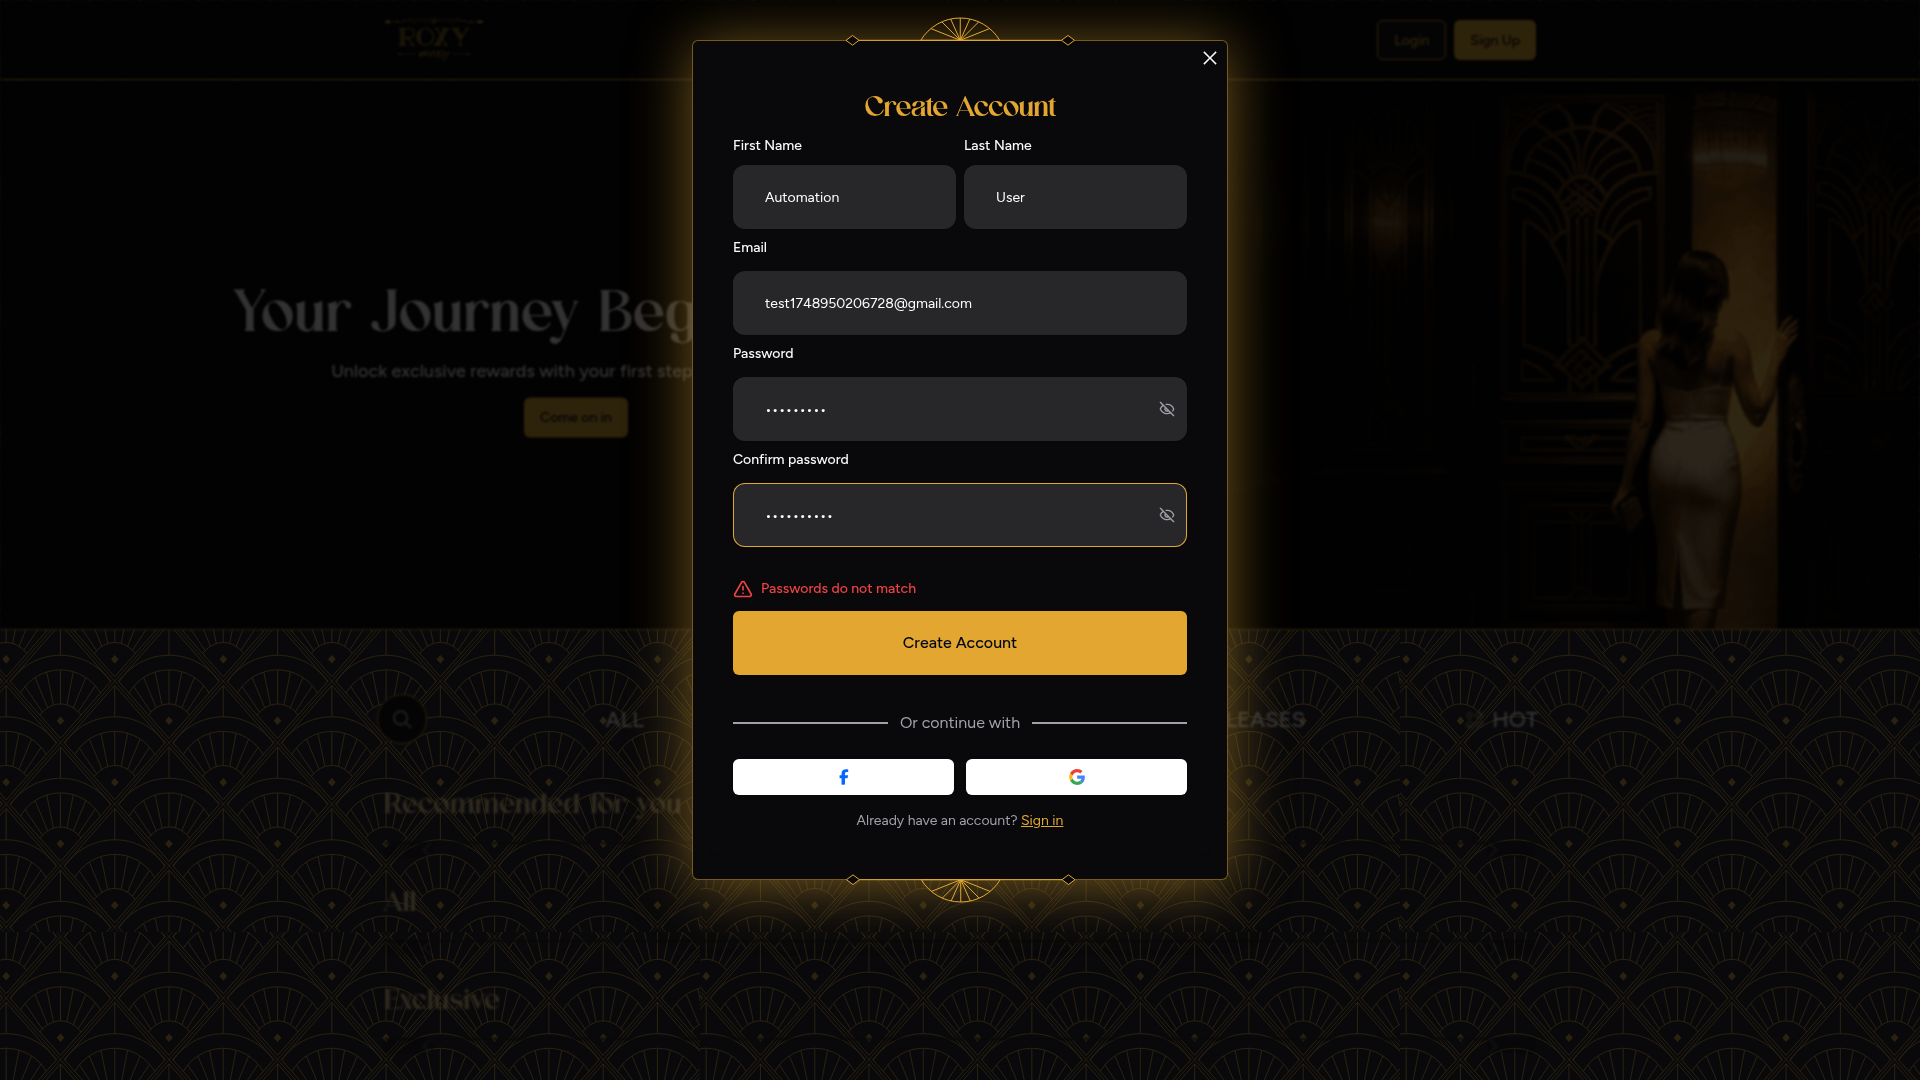 ROXY
Login
Sign Up
Create Account
First Name
Last Name
Automation
User
Email
test1748950206728@gmail.com
Password
•••••••••
Confirm password
••••••••••
Passwords do not match
Create Account
Or continue with
Already have an account? Sign in
Your Journey Beg
Unlock exclusive rewards with your first step
Come on in
ALL
LEASES
HOT
Recommended for you
All
Exclusive